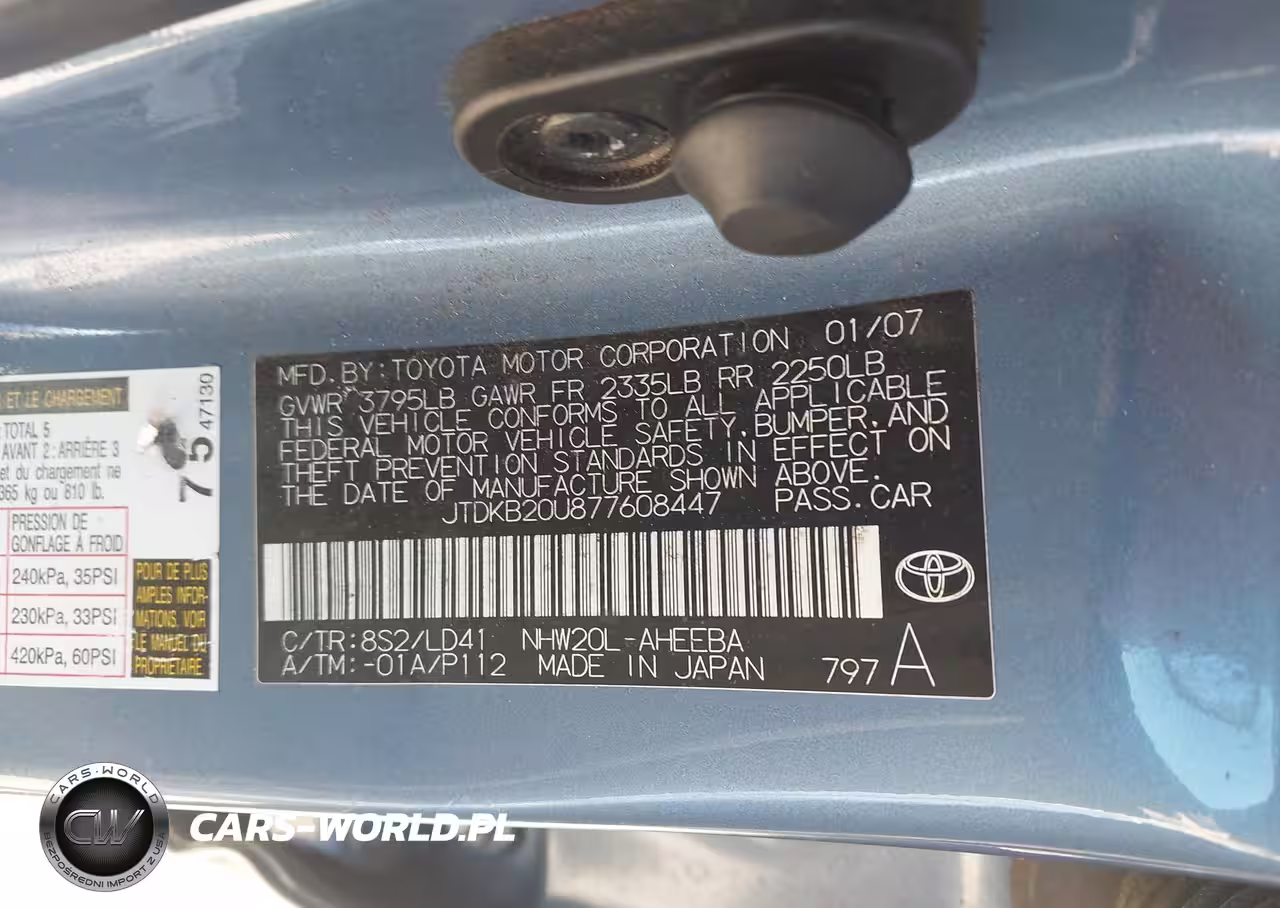 MFD. BY: TOYOTA MOTOR CORPORATION 01/07
GVWR 3795LB GAWR FR 2335LB RR 2250LB
THIS VEHICLE CONFORMS TO ALL APPLICABLE
FEDERAL MOTOR VEHICLE SAFETY, BUMPER, AND
THEFT PREVENTION STANDARDS IN EFFECT ON
THE DATE OF MANUFACTURE SHOWN ABOVE.
JTDKB20U877608447 PASS. CAR
C/TR: 8S2/LD41 NHW20L-AHEEBA
A/TM: -01A/P112 MADE IN JAPAN 797 A
ET LE CHARGEMENT
TOTAL 5
AVANT 2: ARRIÈRE 3
et du chargement ne
365 kg ou 810 lb.
75 47130
PRESSION DE
GONFLAGE À FROID
240kPa, 35PSI
230kPa, 33PSI
420kPa, 60PSI
POUR DE PLUS
AMPLES INFOR-
MATIONS, VOIR
LE MANUEL DU
PROPRIÉTAIRE
CARS-WORLD
CW
BEZPOŚREDNI IMPORT Z USA
CARS-WORLD.PL